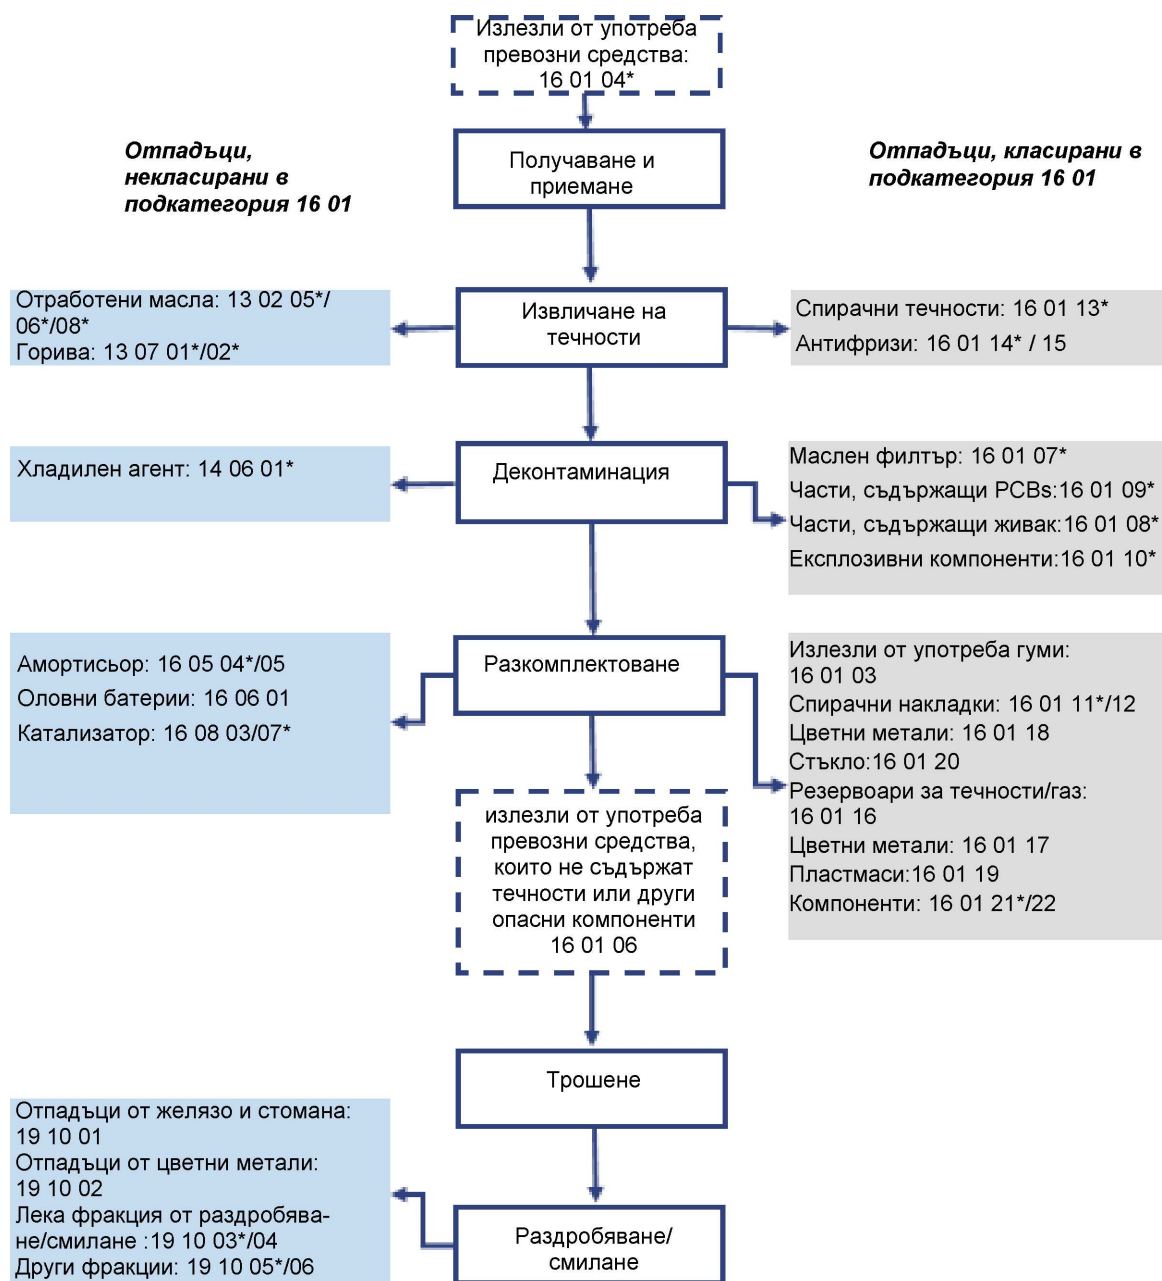 Излезли от употреба
превозни средства:
16 01 04*
Отпадъци,
некласирани в
подкатегория 16 01
Получаване и
приемане
Отпадъци, класирани в
подкатегория 16 01
Отработени масла: 13 02 05*/
06*/08*
Горива: 13 07 01*/02*
Извличане на
течности
Спирачни течности: 16 01 13*
Антифризи: 16 01 14* / 15
Хладилен агент: 14 06 01*
Деконтаминация
Маслен филтър: 16 01 07*
Части, съдържащи PCBs:16 01 09*
Части, съдържащи живак:16 01 08*
Експлозивни компоненти:16 01 10*
Амортисьор: 16 05 04*/05
Оловни батерии: 16 06 01
Катализатор: 16 08 03/07*
Разкомплектоване
Излезли от употреба гуми:
16 01 03
Спирачни накладки: 16 01 11*/12
Цветни метали: 16 01 18
Стъкло:16 01 20
Резервоари за течности/газ:
16 01 16
Цветни метали: 16 01 17
Пластмаси:16 01 19
Компоненти: 16 01 21*/22
излезли от употреба
превозни средства,
които не съдържат
течности или други
опасни компоненти
16 01 06
Трошене
Отпадъци от желязо и стомана:
19 10 01
Отпадъци от цветни метали:
19 10 02
Лека фракция от раздробява-
не/смилане :19 10 03*/04
Други фракции: 19 10 05*/06
Раздробяване/
смилане